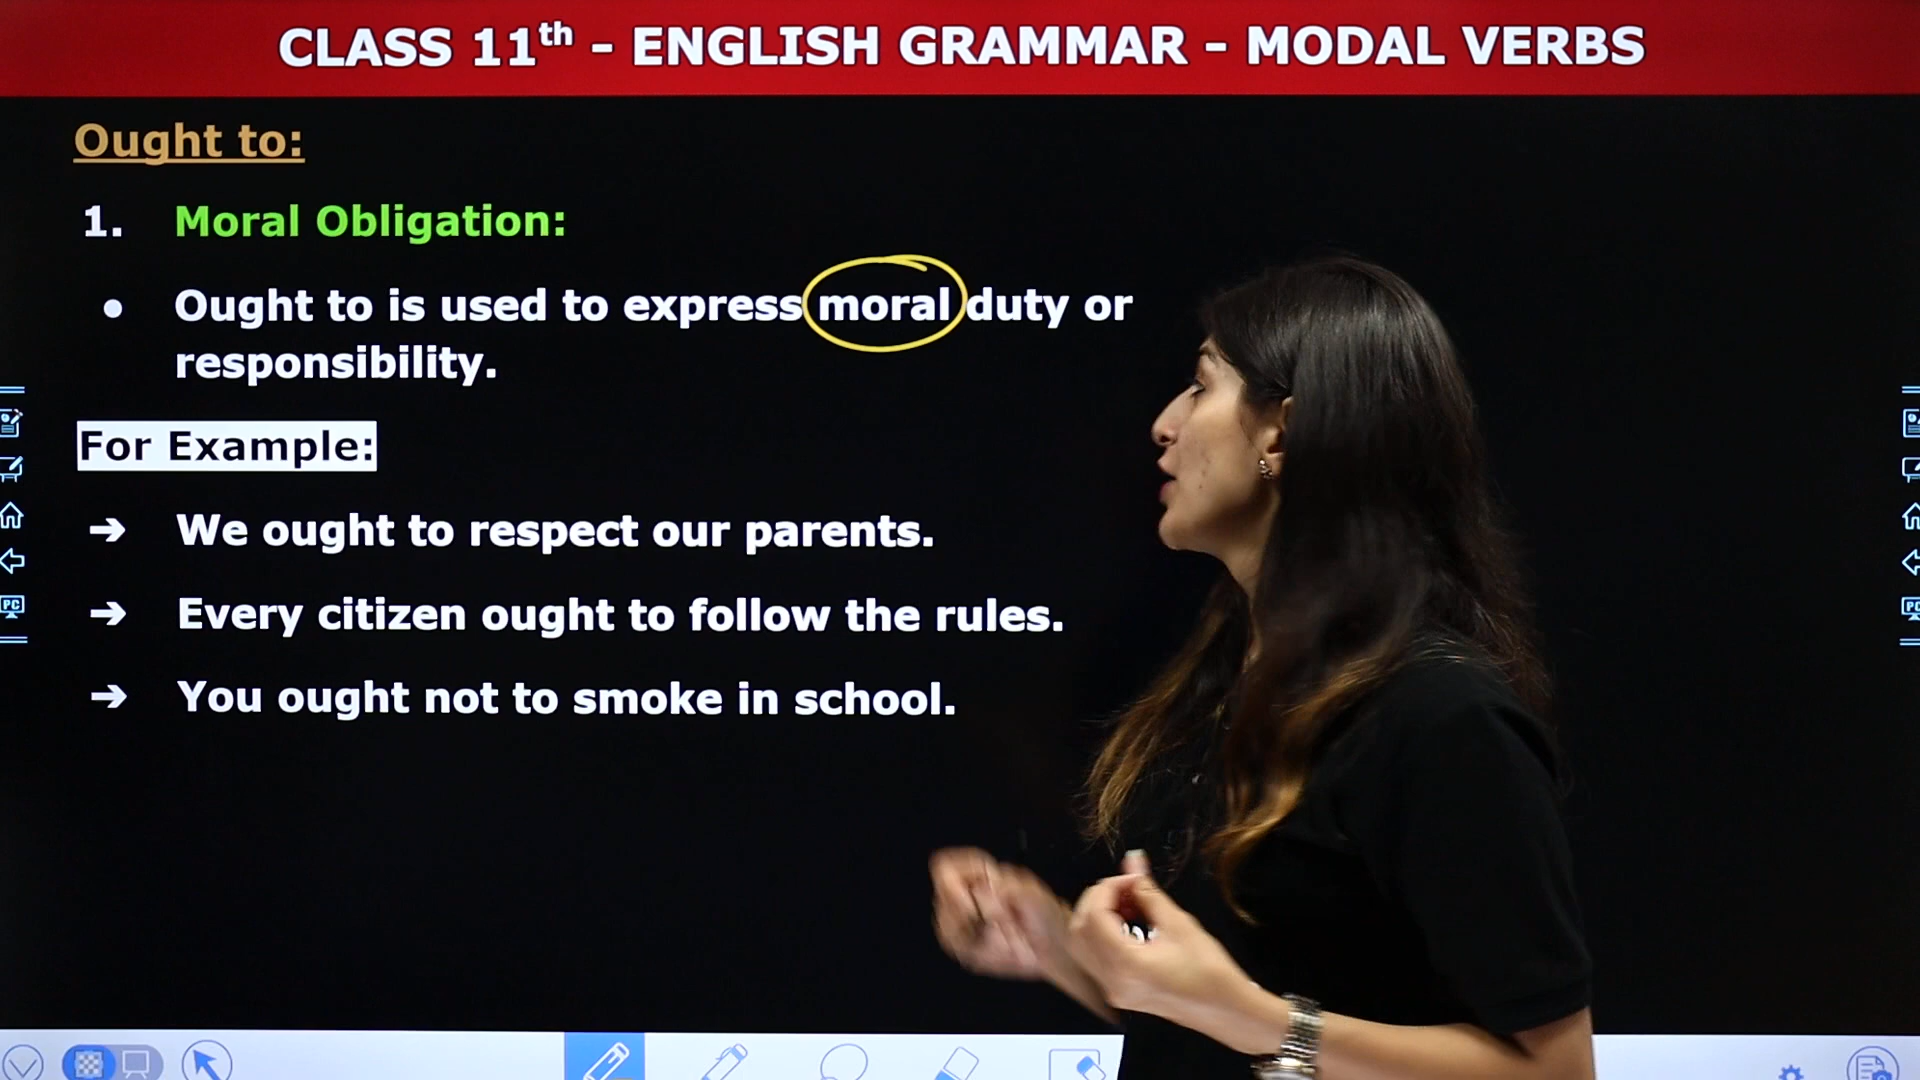 CLASS 11th - ENGLISH GRAMMAR - MODAL VERBS
Ought to:
1. Moral Obligation:
● Ought to is used to express moral duty or
responsibility.
For Example:
➔ We ought to respect our parents.
➔ Every citizen ought to follow the rules.
➔ You ought not to smoke in school.
PC
PC